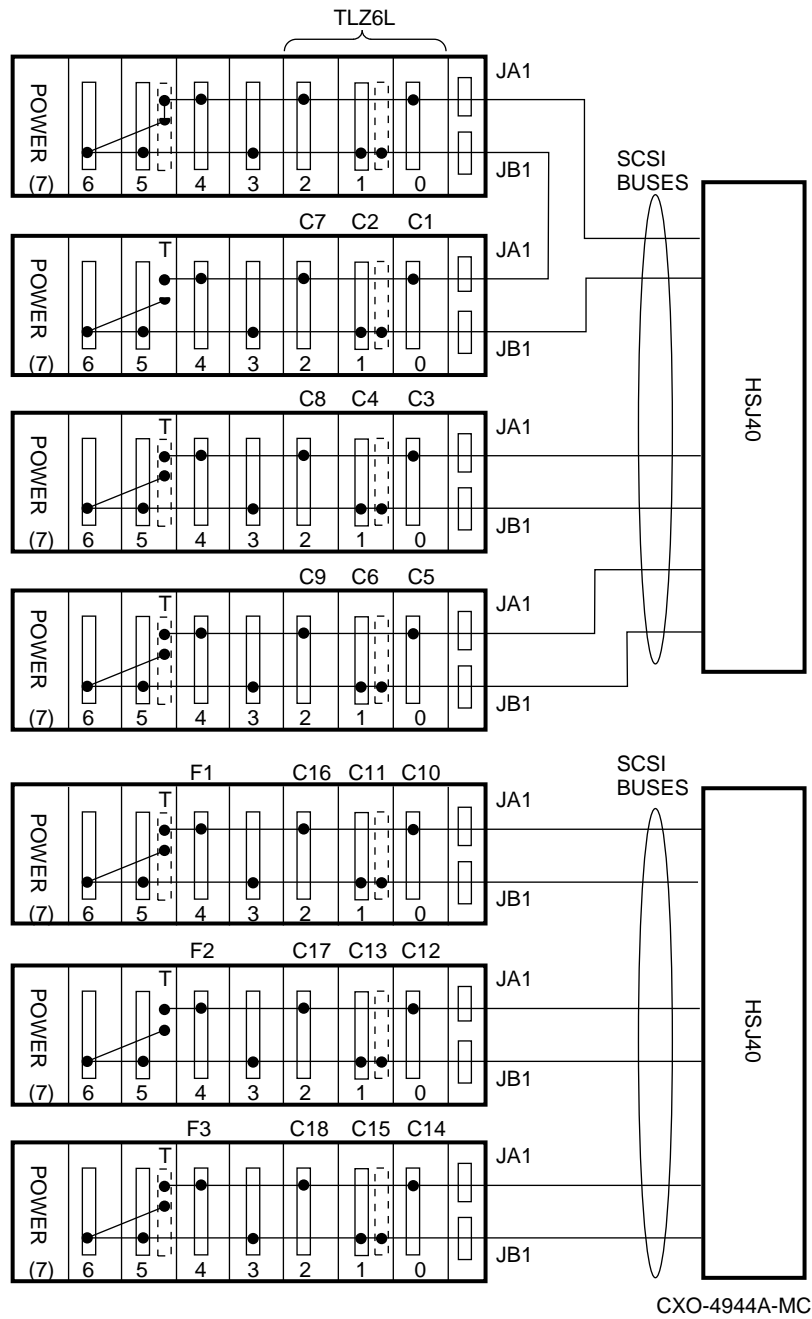 TLZ6L
JA1
POWER
(7) 6 5 4 3 2 1 0
JB1
SCSI
BUSES
C7 C2 C1
T
JA1
POWER
(7) 6 5 4 3 2 1 0
JB1
HSJ40
C8 C4 C3
T
JA1
POWER
(7) 6 5 4 3 2 1 0
JB1
C9 C6 C5
T
JA1
POWER
(7) 6 5 4 3 2 1 0
JB1
F1 C16 C11 C10
T
JA1
POWER
(7) 6 5 4 3 2 1 0
JB1
SCSI
BUSES
F2 C17 C13 C12
T
JA1
POWER
(7) 6 5 4 3 2 1 0
JB1
HSJ40
F3 C18 C15 C14
T
JA1
POWER
(7) 6 5 4 3 2 1 0
JB1
CXO-4944A-MC